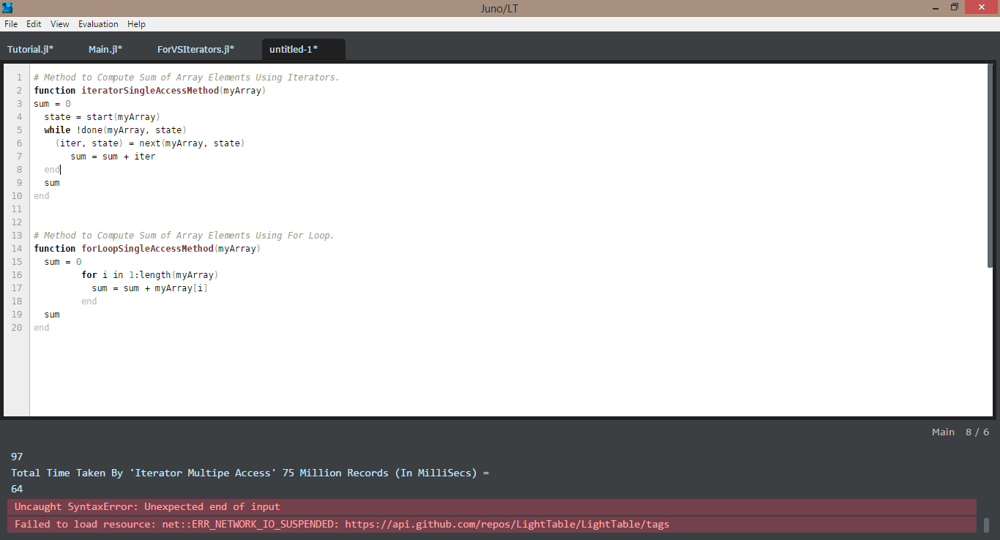 Juno/LT
File Edit View Evaluation Help
Tutorial.jl* Main.jl* ForVSIterators.jl* untitled-1*
1 # Method to Compute Sum of Array Elements Using Iterators.
2 function iteratorSingleAccessMethod(myArray)
3 sum = 0
4 state = start(myArray)
5 while !done(myArray, state)
6 (iter, state) = next(myArray, state)
7 sum = sum + iter
8 end
9 sum
10 end
11
12
13 # Method to Compute Sum of Array Elements Using For Loop.
14 function forLoopSingleAccessMethod(myArray)
15 sum = 0
16 for i in 1:length(myArray)
17 sum = sum + myArray[i]
18 end
19 sum
20 end
Main 8 / 6
97
Total Time Taken By 'Iterator Multipe Access' 75 Million Records (In MilliSecs) =
64
Uncaught SyntaxError: Unexpected end of input
Failed to load resource: net::ERR_NETWORK_IO_SUSPENDED: https://api.github.com/repos/LightTable/LightTable/tags